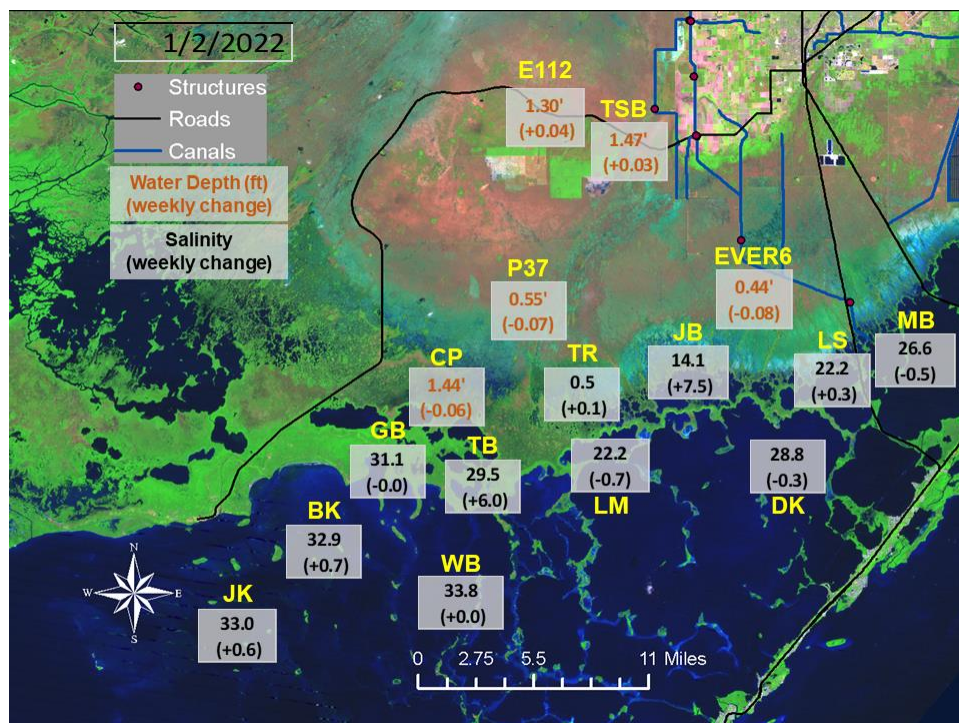 1/2/2022
Structures
Roads
Canals
Water Depth (ft)
(weekly change)
Salinity
(weekly change)
E112
1.30'
(+0.04)
TSB
1.47'
(+0.03)
P37
0.55'
(-0.07)
EVER6
0.44'
(-0.08)
CP
1.44'
(-0.06)
TR
0.5
(+0.1)
JB
14.1
(+7.5)
LS
22.2
(+0.3)
MB
26.6
(-0.5)
GB
31.1
(-0.0)
TB
29.5
(+6.0)
22.2
(-0.7)
LM
28.8
(-0.3)
DK
BK
32.9
(+0.7)
WB
33.8
(+0.0)
JK
33.0
(+0.6)
N
W
E
S
0 2.75 5.5 11 Miles